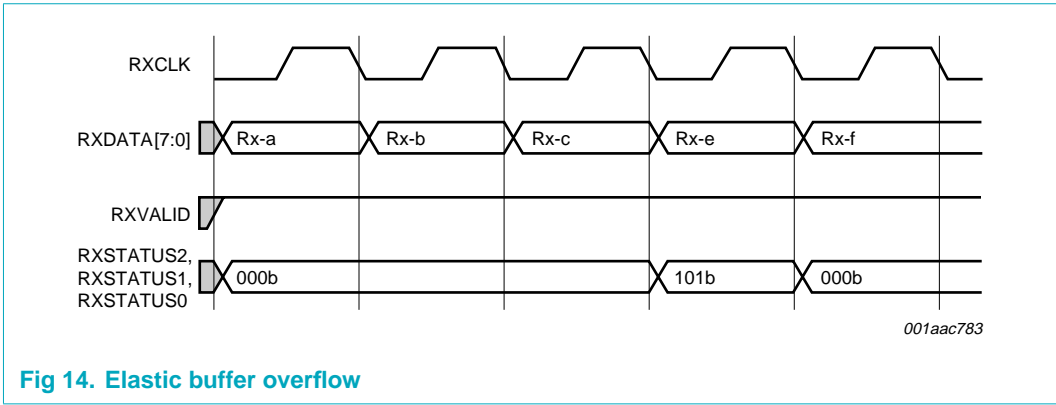 RXCLK
RXDATA[7:0]
Rx-a
Rx-b
Rx-c
Rx-e
Rx-f
RXVALID
RXSTATUS2,
RXSTATUS1,
RXSTATUS0
000b
101b
000b
001aac783
Fig 14. Elastic buffer overflow